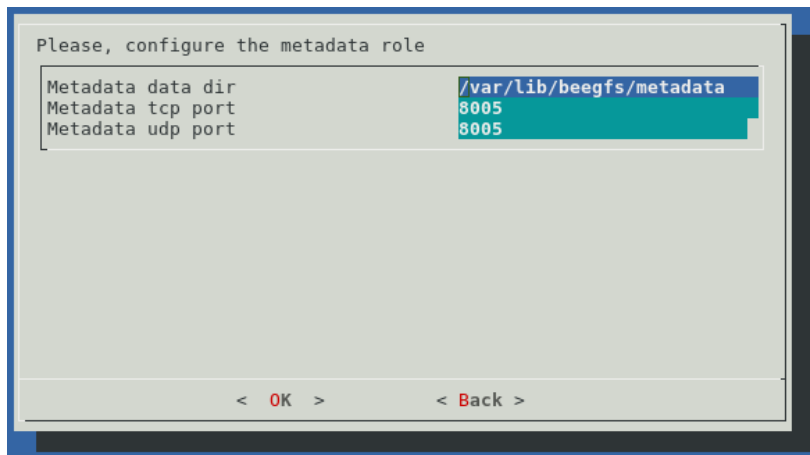 Please, configure the metadata role
Metadata data dir /var/lib/beegfs/metadata
Metadata tcp port 8005
Metadata udp port 8005
< OK > < Back >